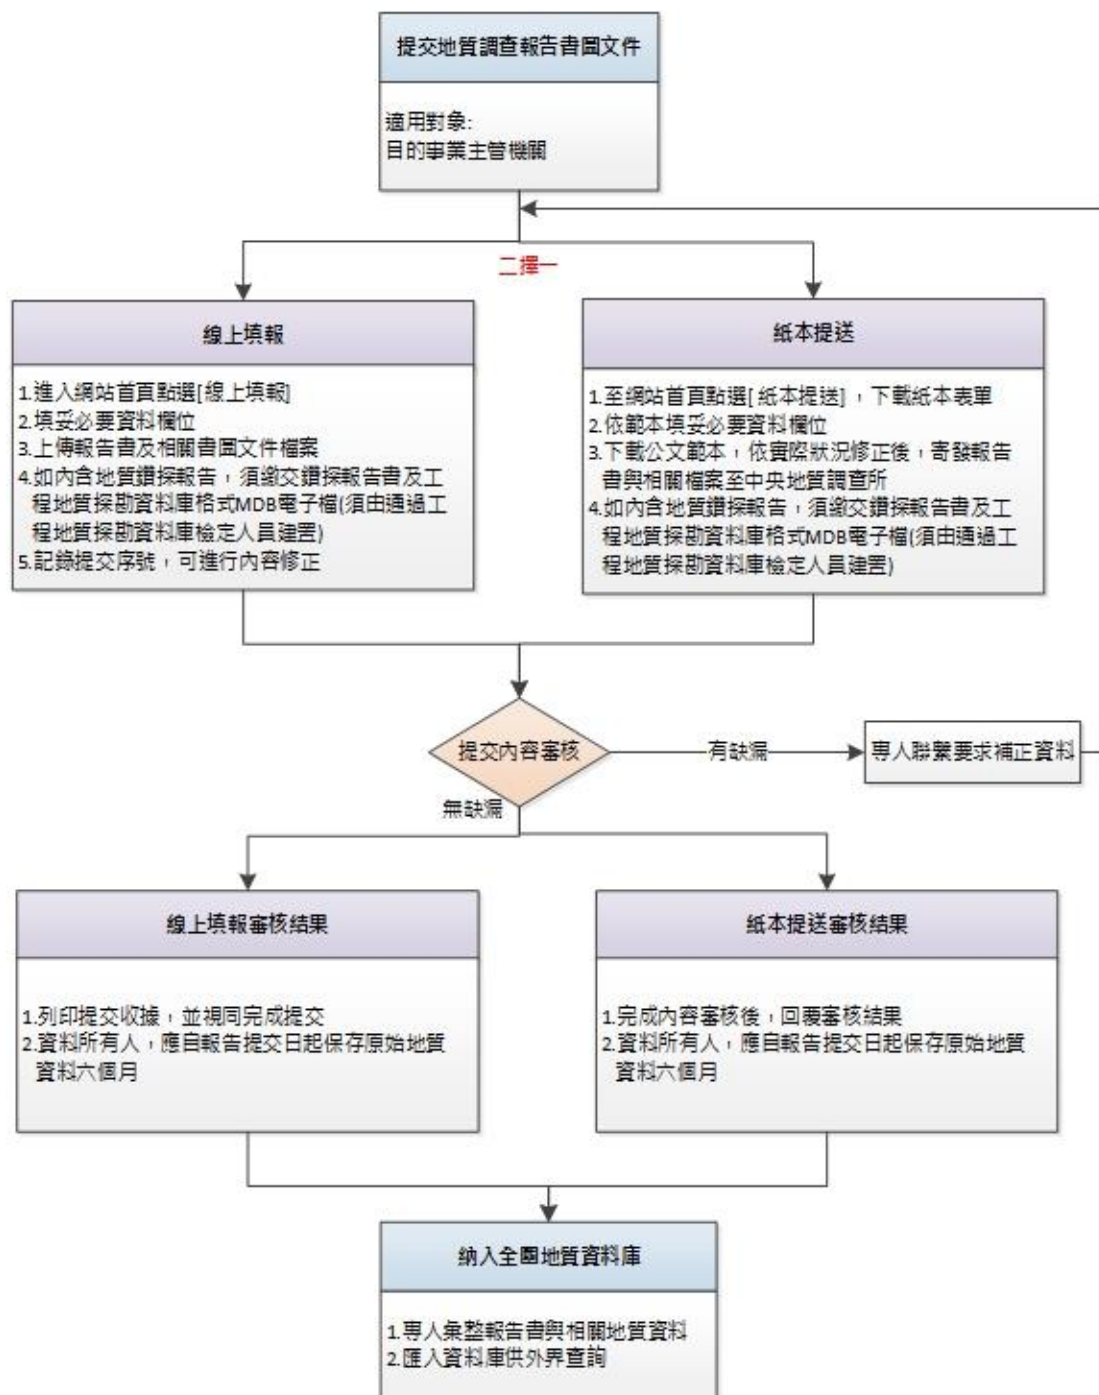 提交地質調查報告書圖文件
適用對象:
目的事業主管機關
二擇一
線上填報
1.進入網站首頁點選[線上填報]
2.填妥必要資料欄位
3.上傳報告書及相關書圖文件檔案
4.如內含地質鑽探報告，須繳交鑽探報告書及工
程地質探勘資料庫格式MDB電子檔(須由通過工
程地質探勘資料庫檢定人員建置)
5.記錄提交序號，可進行內容修正
紙本提送
1.至網站首頁點選[紙本提送]，下載紙本表單
2.依範本填妥必要資料欄位
3.下載公文範本，依實際狀況修正後，寄發報告
書與相關檔案至中央地質調查所
4.如內含地質鑽探報告，須繳交鑽探報告書及工
程地質探勘資料庫格式MDB電子檔(須由通過工
程地質探勘資料庫檢定人員建置)
提交內容審核
有缺漏
專人聯繫要求補正資料
無缺漏
線上填報審核結果
1.列印提交收據，並視同完成提交
2.資料所有人，應自報告提交日起保存原始地質
資料六個月
紙本提送審核結果
1.完成內容審核後，回覆審核結果
2.資料所有人，應自報告提交日起保存原始地質
資料六個月
納入全國地質資料庫
1.專人彙整報告書與相關地質資料
2.匯入資料庫供外界查詢